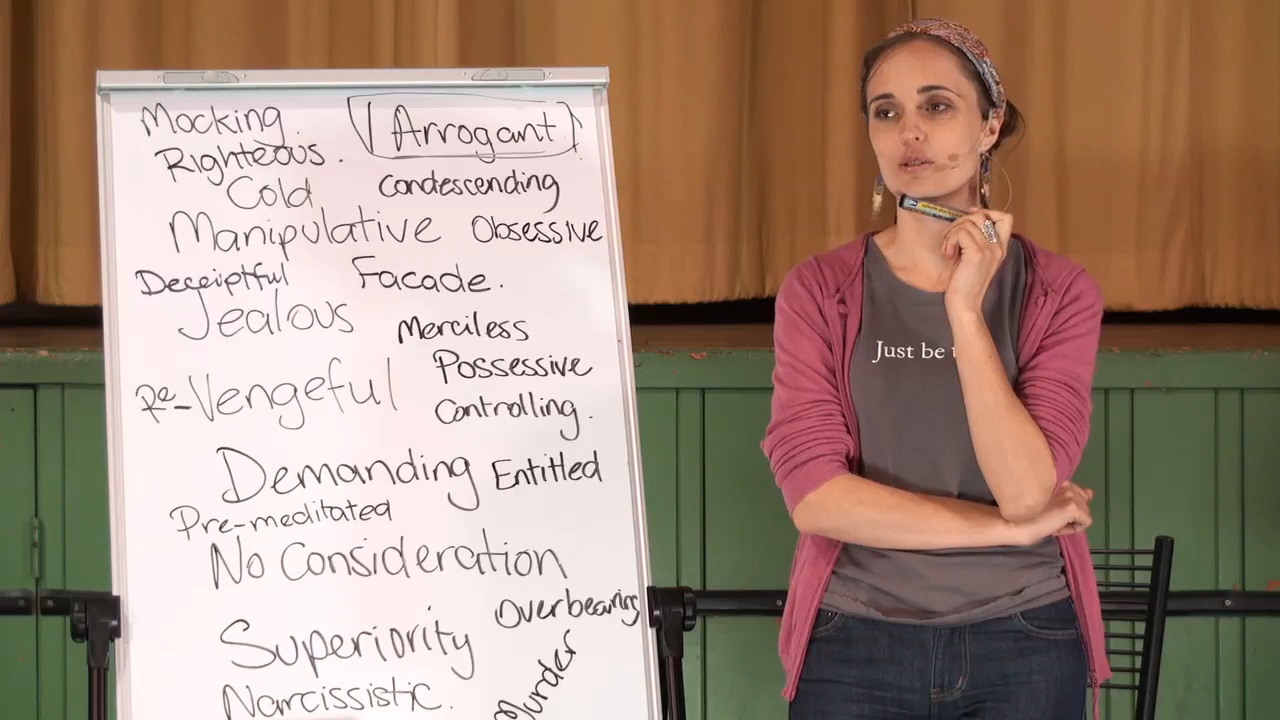 Mocking.
(Arrogant)
Righteous.
Cold
Condescending
Manipulative
Obsessive
Deceiptful
Facade.
Jealous
Merciless
Possessive
Re-Vengeful
Controlling.
Demanding
Entitled
Pre-meditated
No Consideration
Overbearing
Superiority
Murder
Narcissistic.
Just be